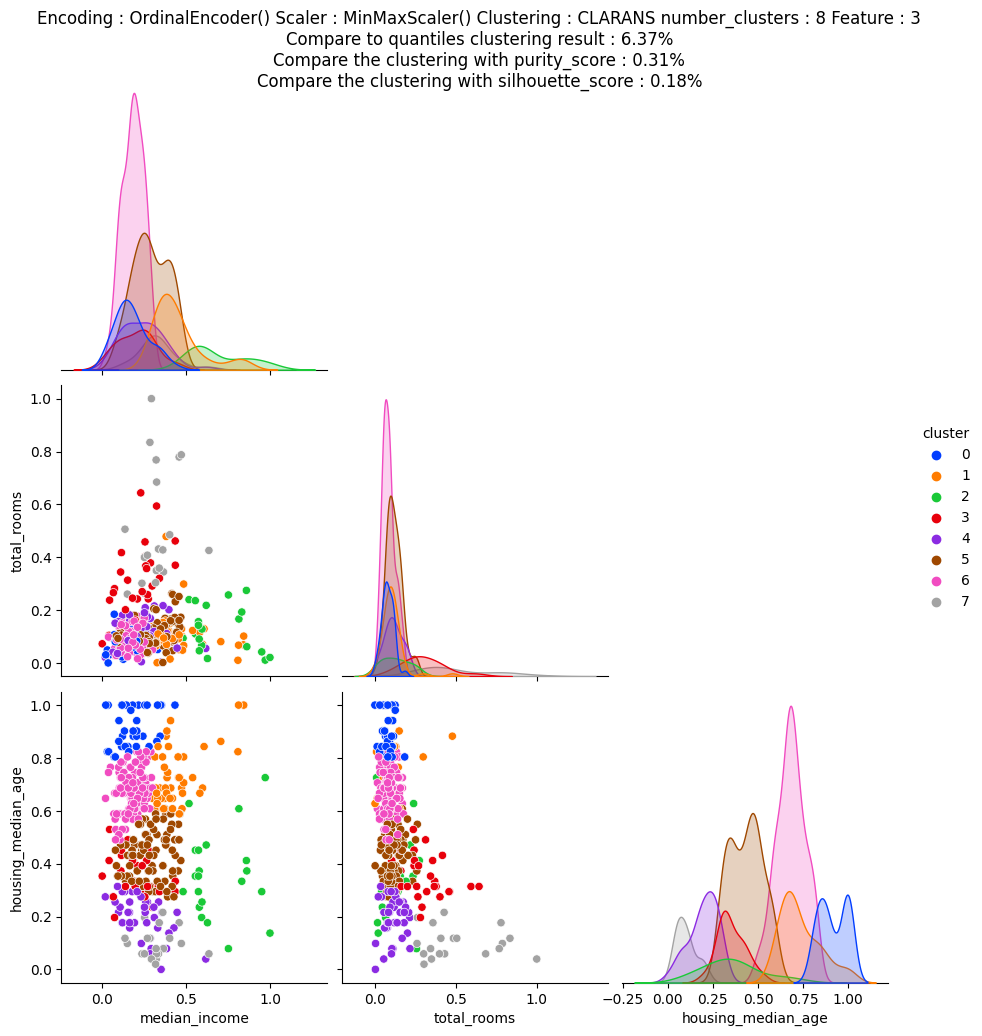 Encoding : OrdinalEncoder() Scaler : MinMaxScaler() Clustering : CLARANS number_clusters : 8 Feature : 3
Compare to quantiles clustering result : 6.37%
Compare the clustering with purity_score : 0.31%
Compare the clustering with silhouette_score : 0.18%
total_rooms
1.0
0.8
0.6
0.4
0.2
0.0
cluster
0
1
2
3
4
5
6
7
housing_median_age
1.0
0.8
0.6
0.4
0.2
0.0
0.0 0.5 1.0
median_income
0.0 0.5 1.0
total_rooms
−0.25 0.00 0.25 0.50 0.75 1.00
housing_median_age